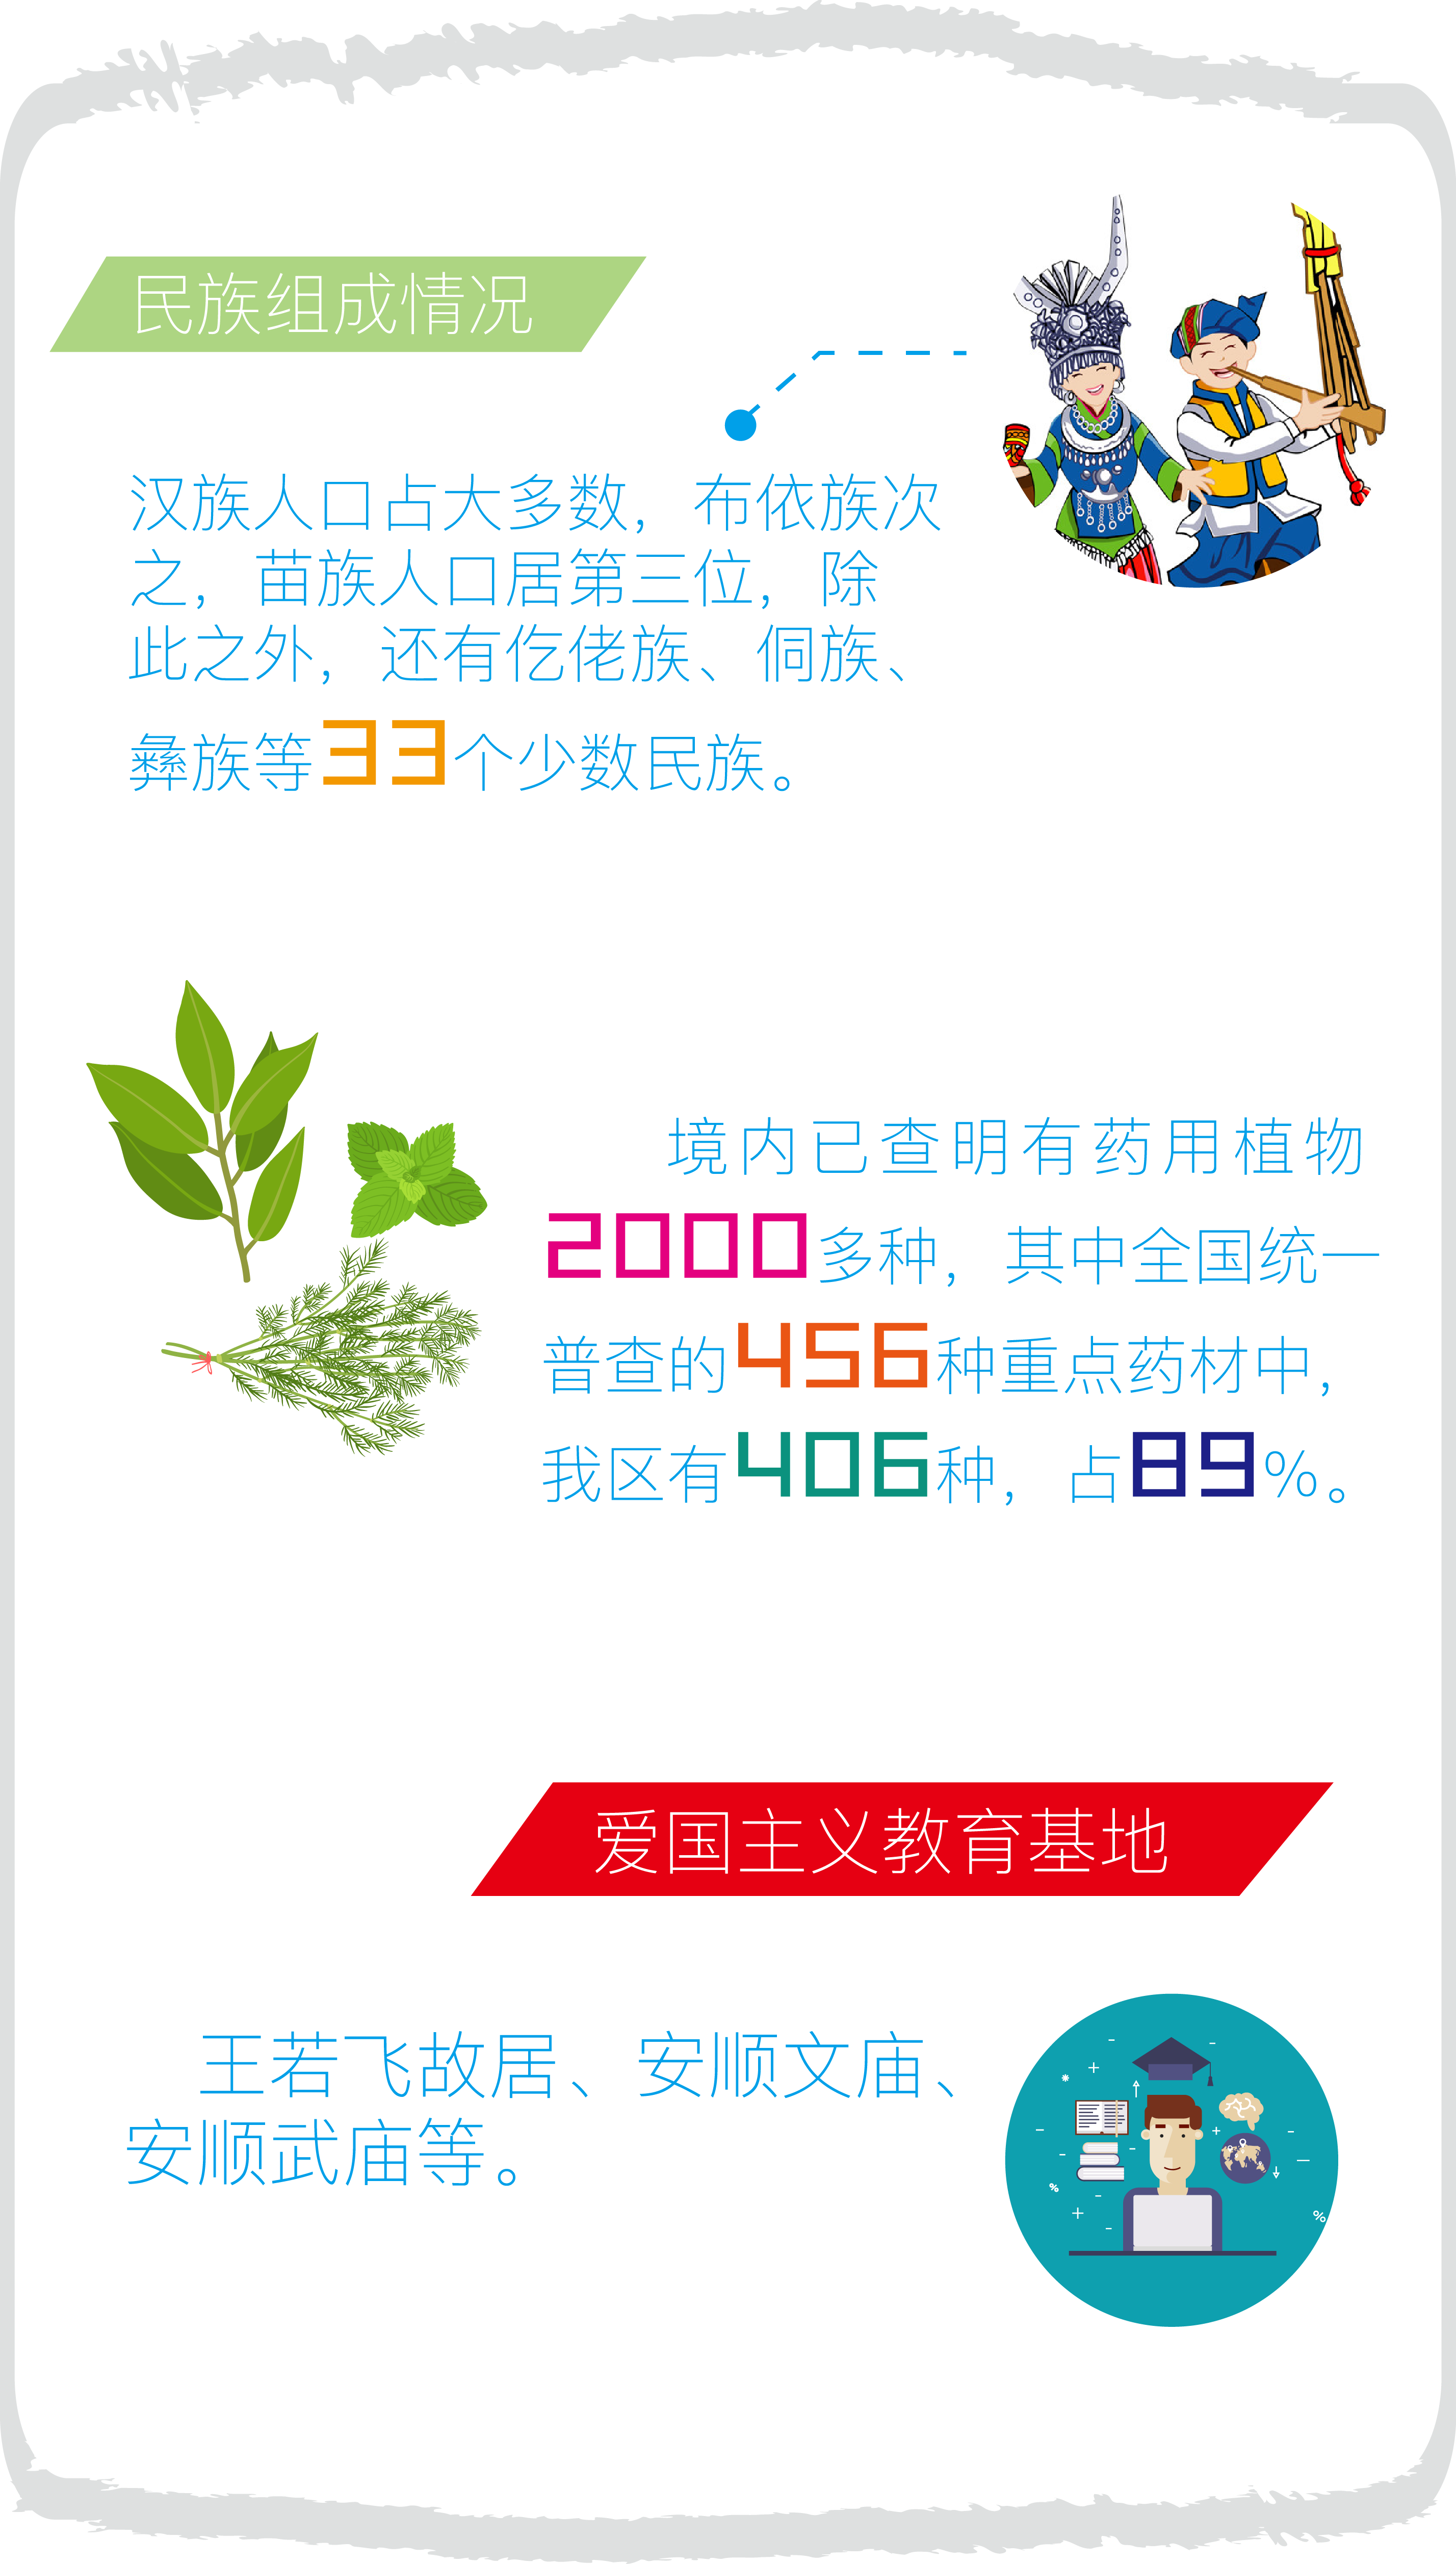 民族组成情况
汉族人口占大多数，布依族次
之，苗族人口居第三位，除
此之外，还有仡佬族、侗族、
彝族等33个少数民族。
境内已查明有药用植物
2000多种，其中全国统一
普查的456种重点药材中，
我区有406种，占89%。
爱国主义教育基地
王若飞故居、安顺文庙、
安顺武庙等。